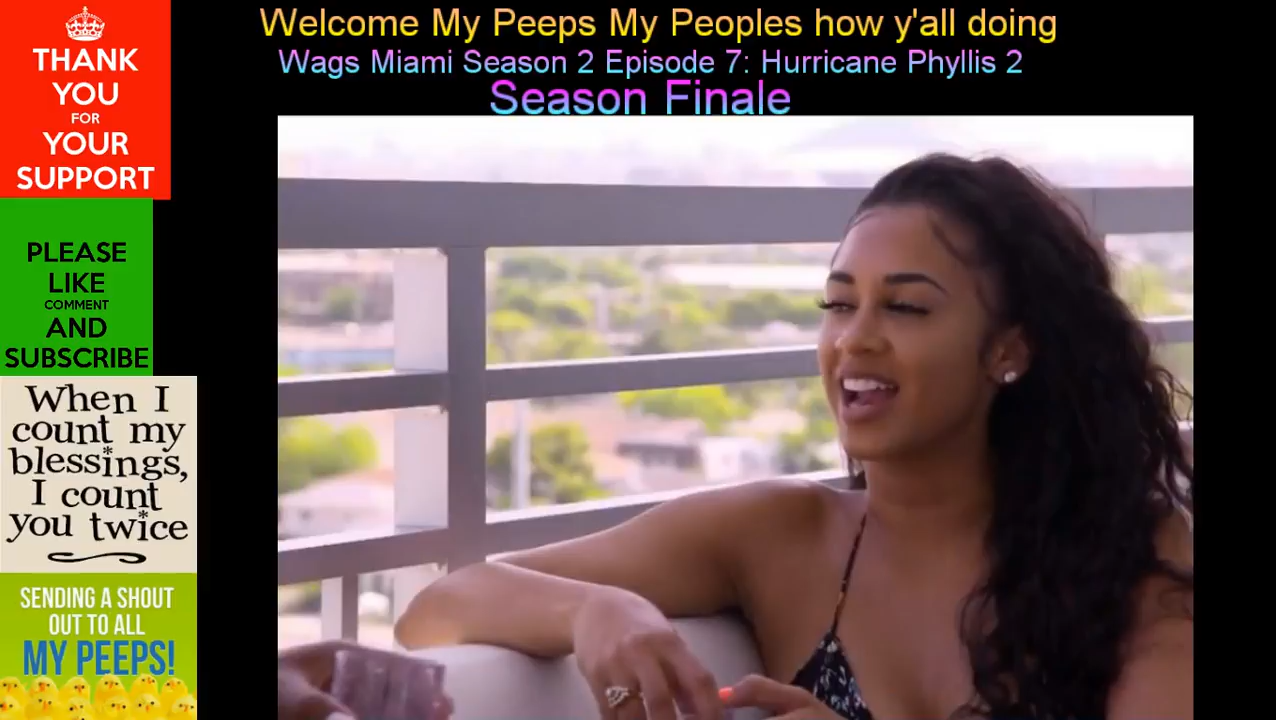 Welcome My Peeps My Peoples how y'all doing
Wags Miami Season 2 Episode 7: Hurricane Phyllis 2
Season Finale
THANK
YOU
FOR
YOUR
SUPPORT
PLEASE
LIKE
COMMENT
AND
SUBSCRIBE
When I
count my
blessings,
I count
you twice
SENDING A SHOUT
OUT TO ALL
MY PEEPS!